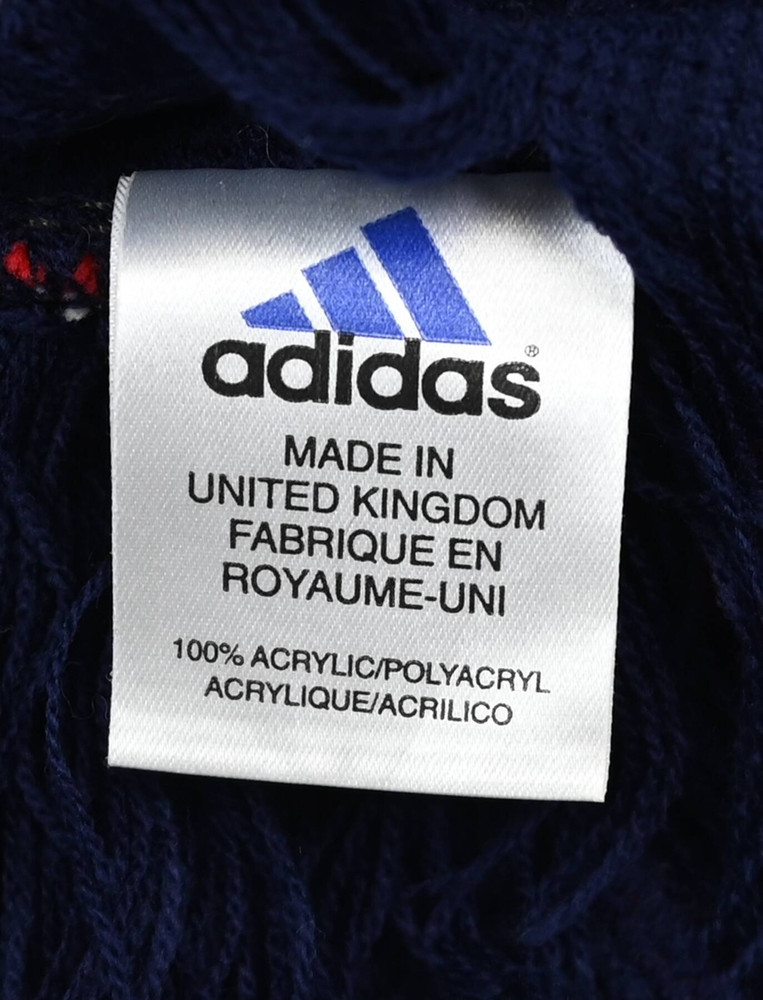 adidas®
MADE IN
UNITED KINGDOM
FABRIQUE EN
ROYAUME-UNI
100% ACRYLIC/POLYACRYL
ACRYLIQUE/ACRILICO